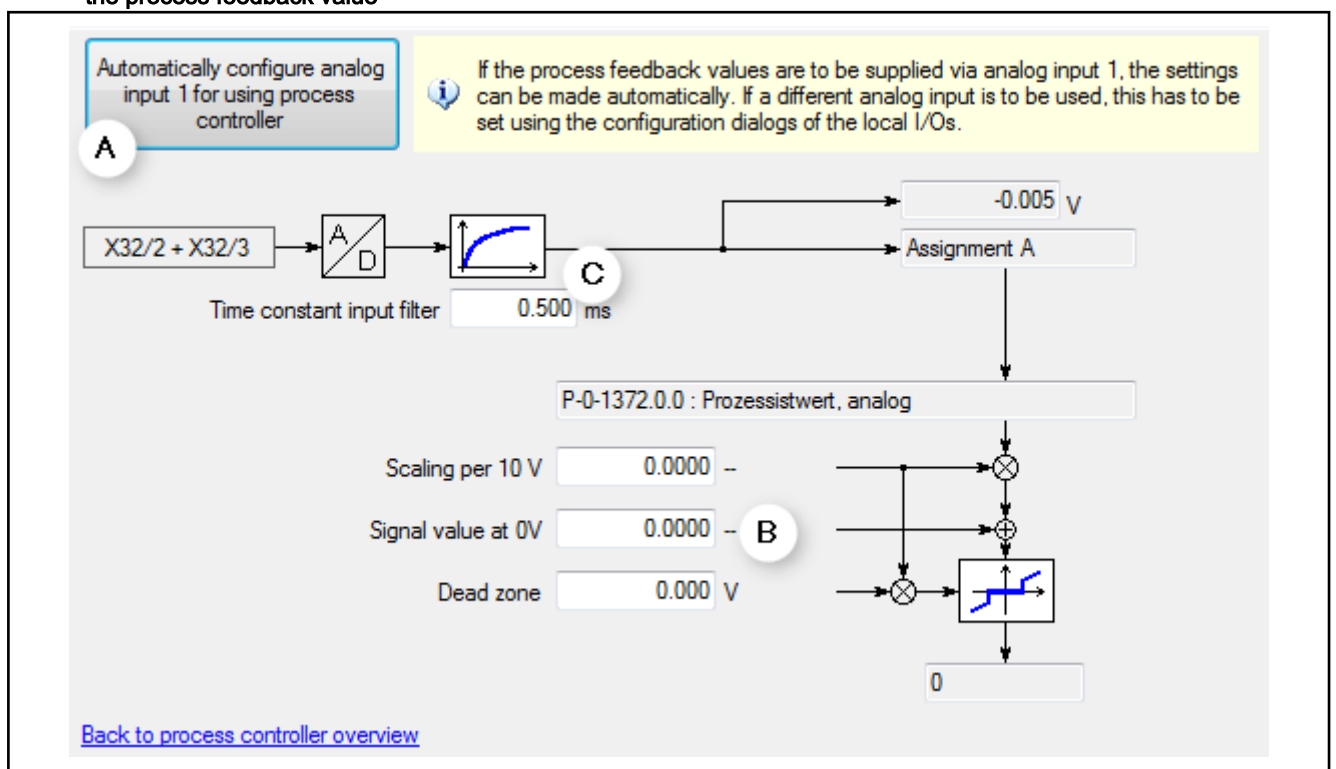 the process feedback value
Automatically configure analog
input 1 for using process
controller
A
If the process feedback values are to be supplied via analog input 1, the settings
can be made automatically. If a different analog input is to be used, this has to be
set using the configuration dialogs of the local I/Os.
-0.005 V
X32/2 + X32/3
A
D
Assignment A
C
Time constant input filter 0.500 ms
P-0-1372.0.0 : Prozessistwert, analog
Scaling per 10 V 0.0000 --
Signal value at 0V 0.0000 --
B
Dead zone 0.000 V
0
Back to process controller overview